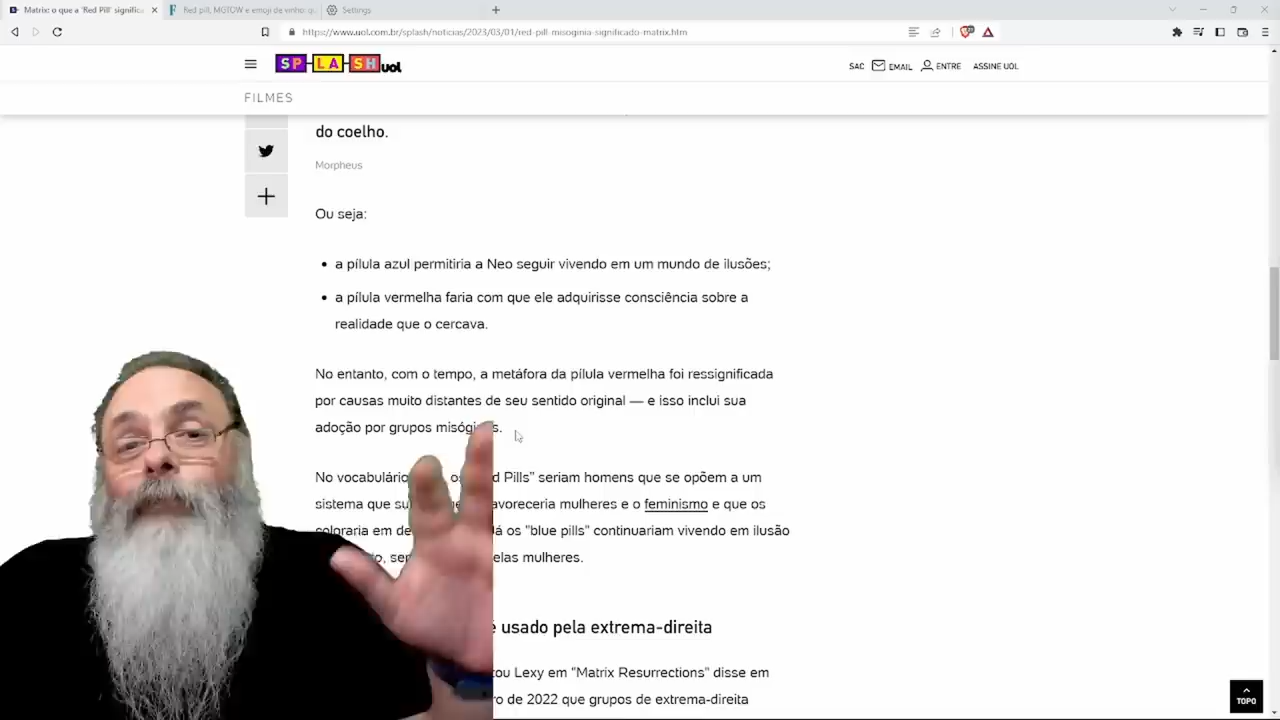 Matrix: o que a 'Red Pill' signific
Red pill, MGTOW e emoji de vinho: q
Settings
https://www.uol.com.br/splash/noticias/2023/03/01/red-pill-misoginia-significado-matrix.htm
SPLASH uol
SAC EMAIL ENTRE ASSINE UOL
FILMES
do coelho.
Morpheus
Ou seja:
a pílula azul permitiria a Neo seguir vivendo em um mundo de ilusões;
a pílula vermelha faria com que ele adquirisse consciência sobre a
realidade que o cercava.
No entanto, com o tempo, a metáfora da pílula vermelha foi ressignificada
por causas muito distantes de seu sentido original — e isso inclui sua
adoção por grupos
No vocabulário Pills" seriam homens que se opõem a um
sistema que mulheres e o feminismo e que os
colocaria em os "blue pills" continuariam vivendo em ilusão
mulheres.
é usado pela extrema-direita
Lexy em "Matrix Resurrections" disse em
de 2022 que grupos de extrema-direita
TOPO